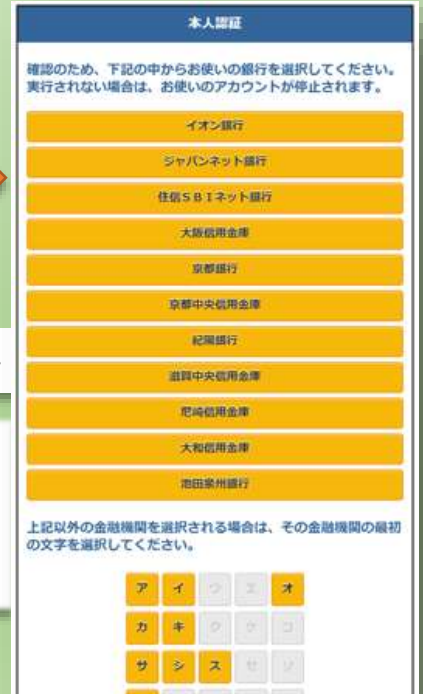 本人認証
確認のため、下記の中からお使いの銀行を選択してください。
実行されない場合は、お使いのアカウントが停止されます。
イオン銀行
ジャパンネット銀行
住信ＳＢＩネット銀行
大阪信用金庫
京都銀行
京都中央信用金庫
紀陽銀行
滋賀中央信用金庫
尼崎信用金庫
大和信用金庫
池田泉州銀行
上記以外の金融機関を選択される場合は、その金融機関の最初
の文字を選択してください。
ア イ ウ エ オ
カ キ ク ケ コ
サ シ ス セ ソ